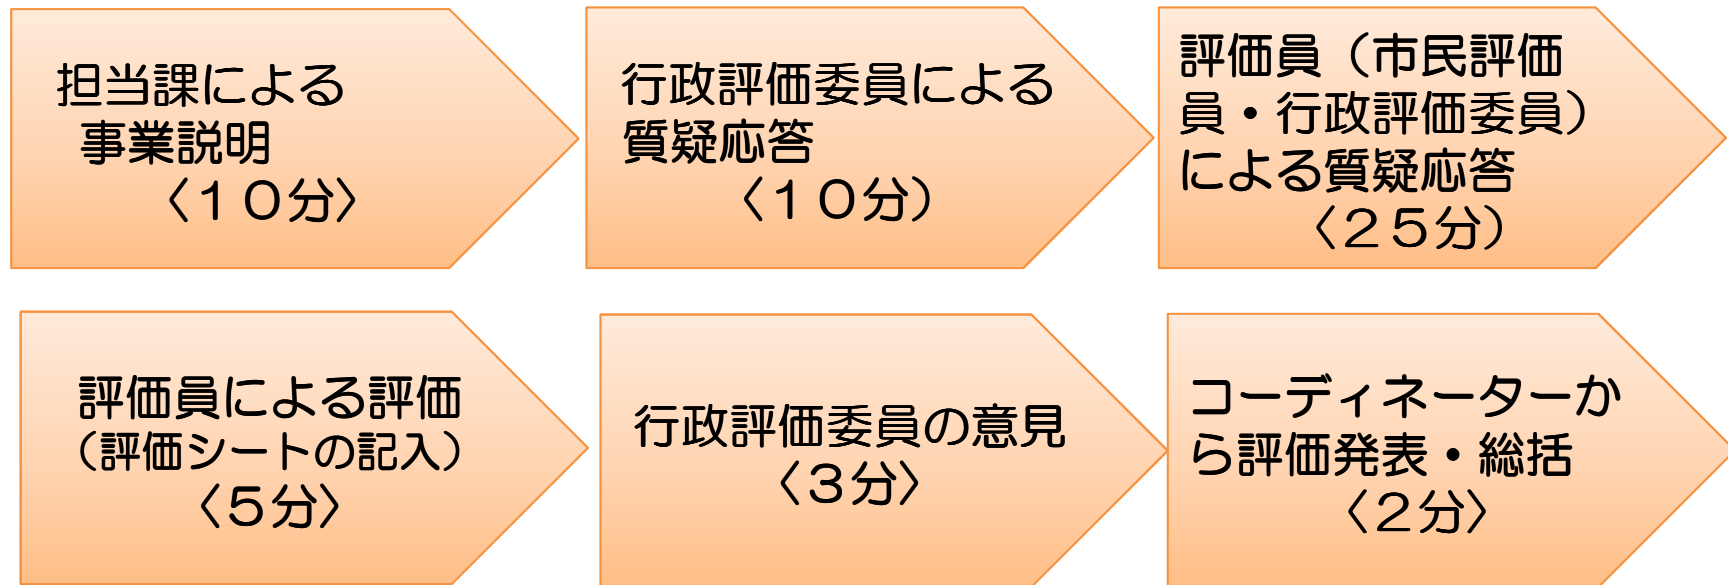 担当課による
事業説明
〈１０分〉
行政評価委員による
質疑応答
〈１０分）
評価員（市民評価
員・行政評価委員）
による質疑応答
〈２５分）
評価員による評価
（評価シートの記入）
〈５分〉
行政評価委員の意見
〈３分〉
コーディネーターか
ら評価発表・総括
〈２分〉